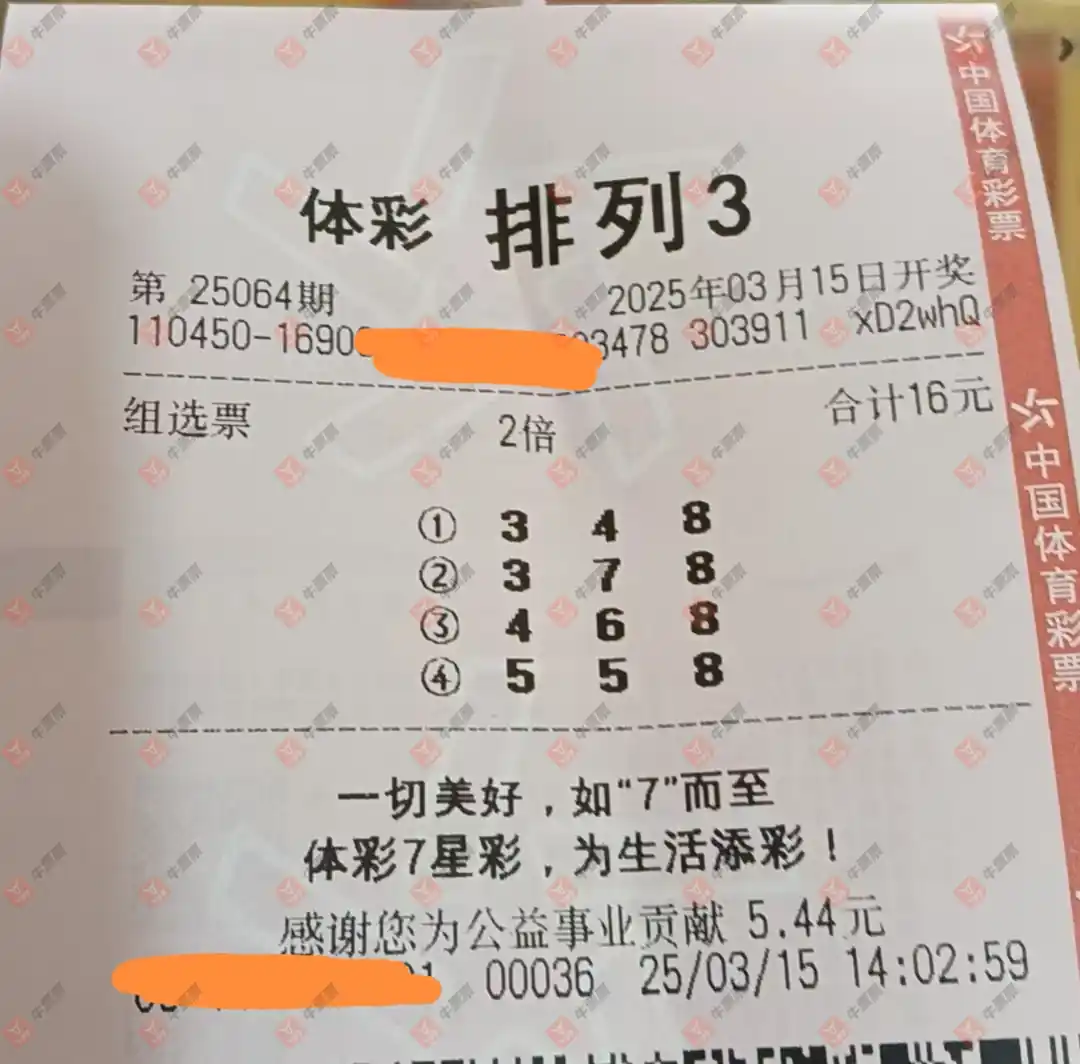 体彩 排列3
第 25064期 2025年03月15日开奖
110450-1690 3478 303911 xD2whQ
组选票 2倍 合计16元
① 3 4 8
② 3 7 8
③ 4 6 8
④ 5 5 8
一切美好，如“7”而至
体彩7星彩，为生活添彩！
感谢您为公益事业贡献 5.44元
00036 25/03/15 14:02:59
中国体育彩票
中国体育彩票